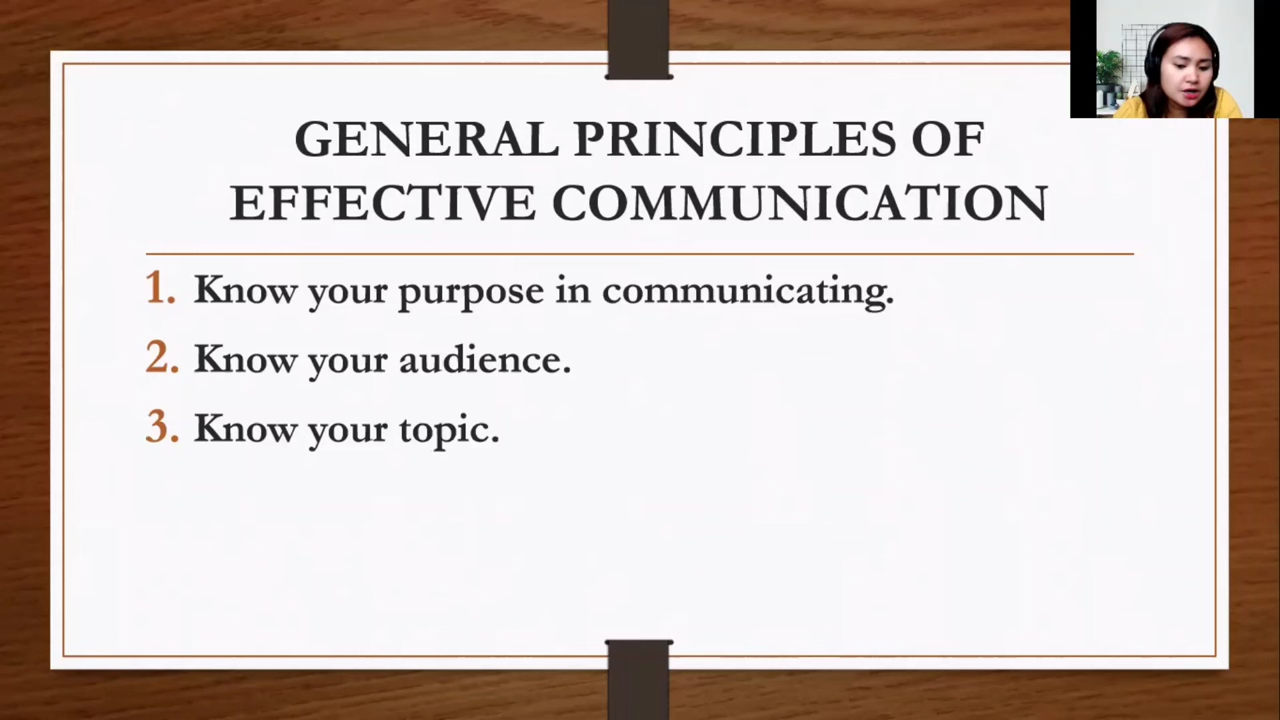 GENERAL PRINCIPLES OF
EFFECTIVE COMMUNICATION
1. Know your purpose in communicating.
2. Know your audience.
3. Know your topic.